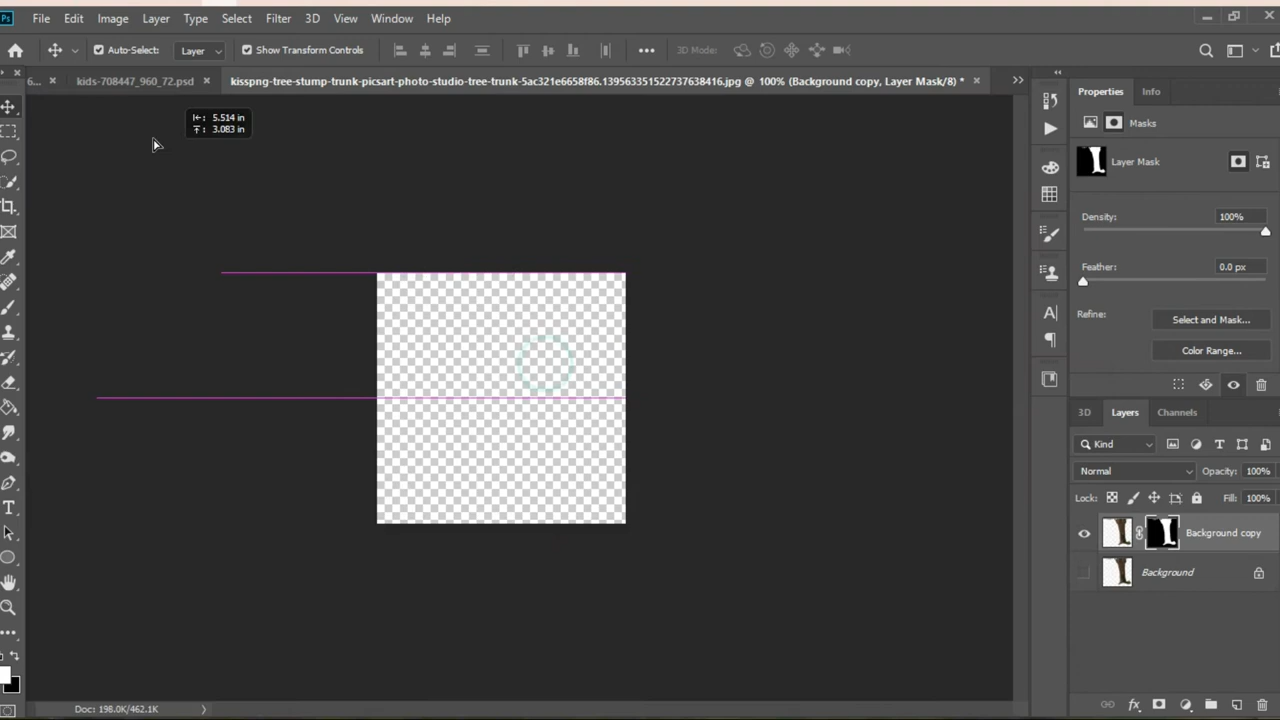 Ps File Edit Image Layer Type Select Filter 3D View Window Help
Auto-Select: Layer Show Transform Controls 3D Mode:
6... × kids-708447_960_72.psd × kisspng-tree-stump-trunk-picsart-photo-studio-tree-trunk-5ac321e6658f86.1395633515227376​38416.jpg @ 100% (Background copy, Layer Mask/8) * ×
Properties Info
5.514 in
3.083 in
Masks
Layer Mask
Density: 100%
Feather: 0.0 px
Refine: Select and Mask...
Color Range...
3D Layers Channels
Kind
Normal Opacity: 100%
Lock: Fill: 100%
Background copy
Background
Doc: 198.0K/462.1K